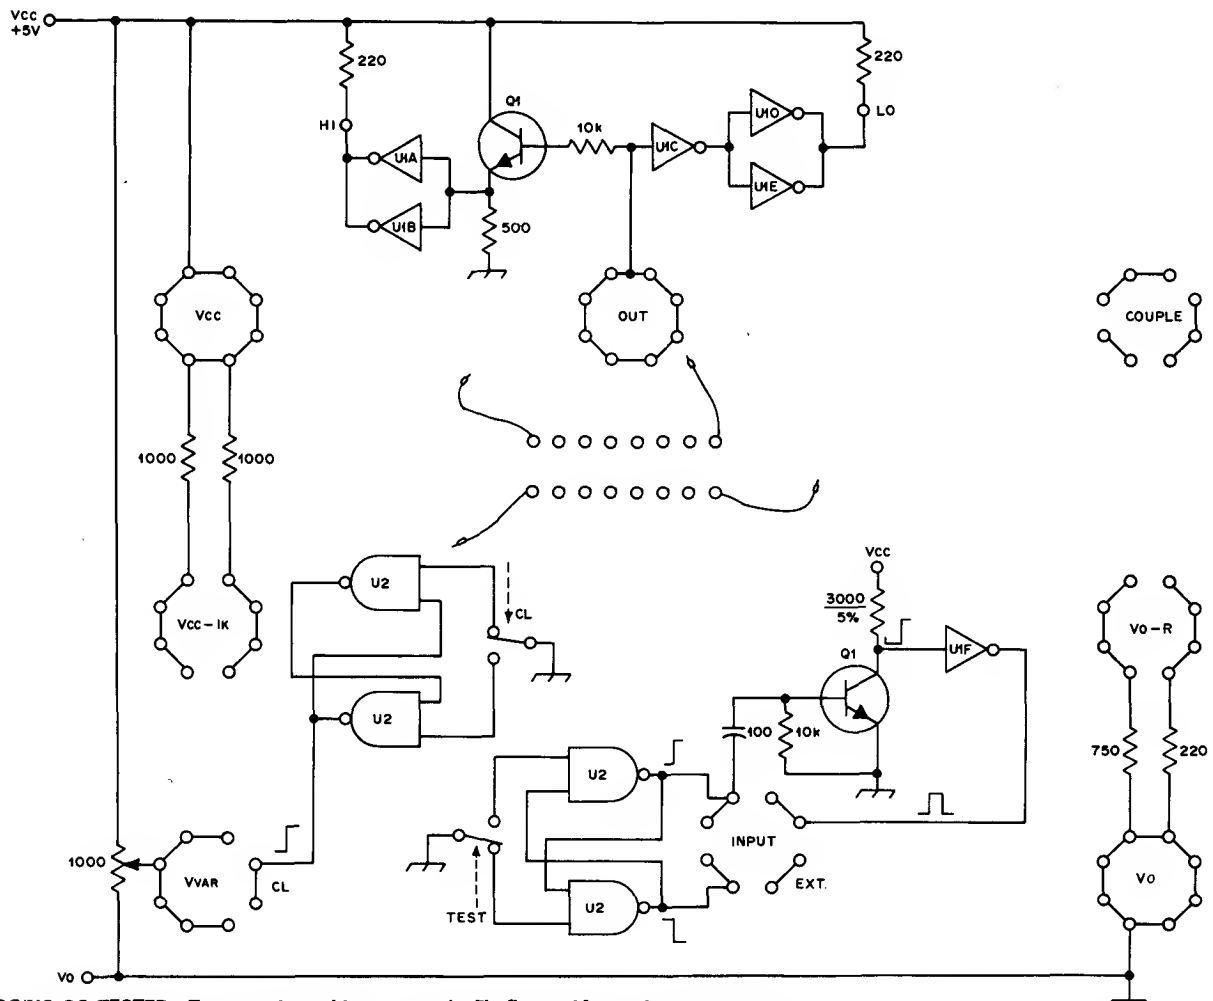 VCC
+5V
220
HI
U1A
U1B
Q1
500
10k
U1C
U1D
U1E
220
LO
VCC
OUT
COUPLE
1000
1000
VCC-1K
U2
U2
CL
VCC
3000
5%
Q1
U1F
100
10k
VO-R
750
220
1000
VVAR
CL
TEST
U2
U2
INPUT
EXT.
VO
VO